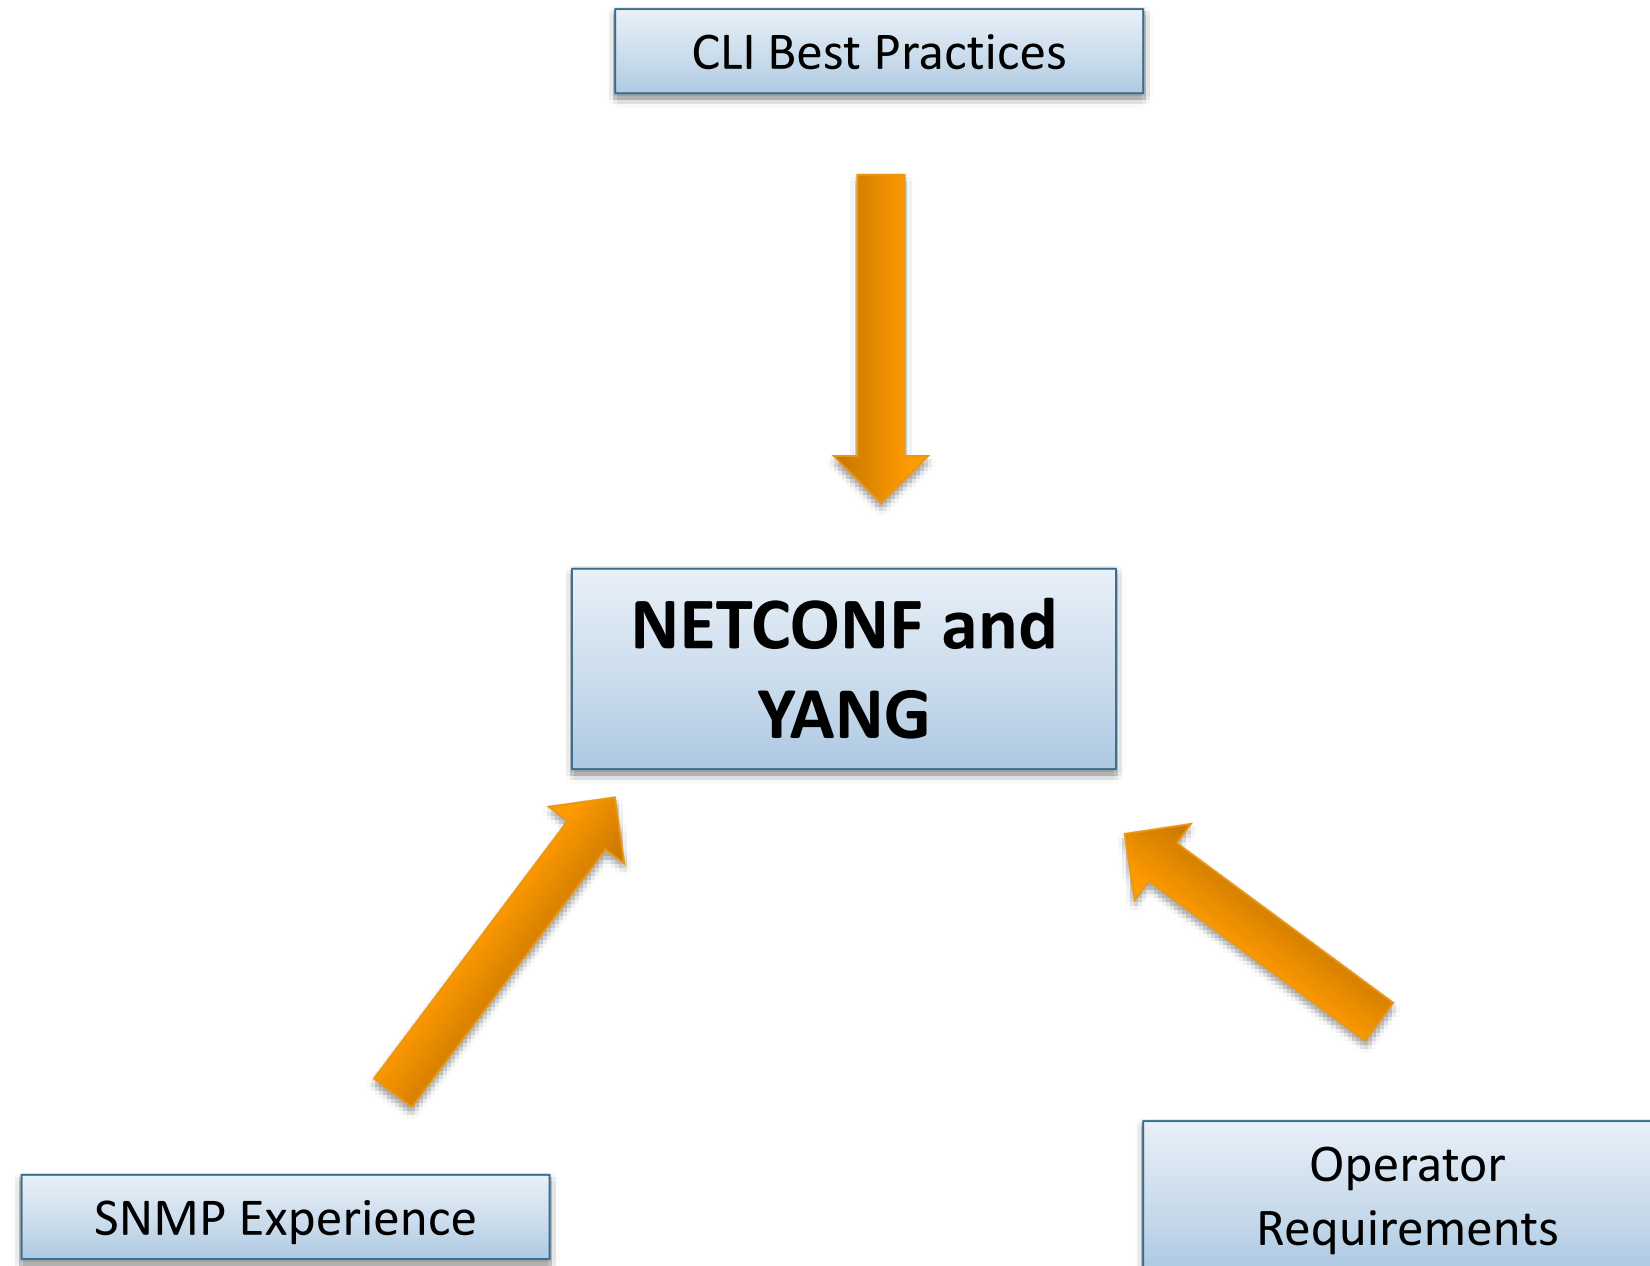 CLI Best Practices
NETCONF and
YANG
SNMP Experience
Operator
Requirements